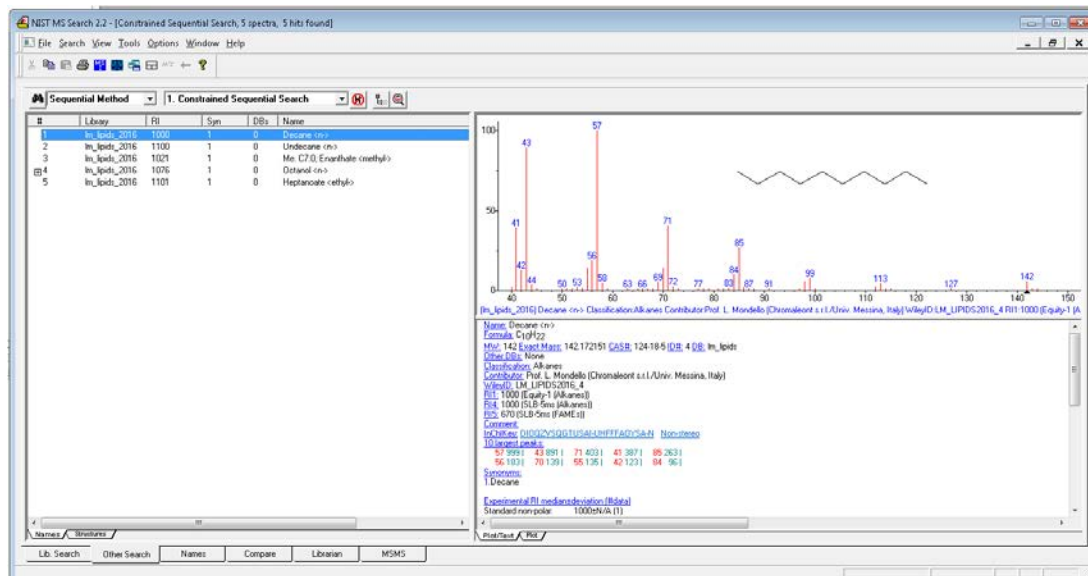 NIST MS Search 2.2 - [Constrained Sequential Search, 5 spectra, 5 hits found]
File Search View Tools Options Window Help
Sequential Method 1. Constrained Sequential Search
# Library RI Syn DBs Name
1 lm_lipids_2016 1000 1 0 Decane <n->
2 lm_lipids_2016 1100 1 0 Undecane <n->
3 lm_lipids_2016 1021 1 0 Me. C7:0; Enanthate <methyl->
4 lm_lipids_2016 1076 1 0 Octanol <n->
5 lm_lipids_2016 1101 1 0 Heptanoate <ethyl->
100
50
0
57
43
71
41
85
56
42
84
99
69
113
142
44 50 53 58 63 66 72 77 83 87 91 127
40 50 60 70 80 90 100 110 120 130 140 150
(lm_lipids_2016) Decane <n-> Classification:Alkanes Contributor:Prof. L. Mondello (Chromaleont s.r.l./Univ. Messina, Italy) WileyID:LM_LIPIDS2016_4 RI1:1000 (Equity-1 (A
Name: Decane <n->
Formula: C10H22
MW: 142 Exact Mass: 142.172151 CAS#: 124-18-5 ID#: 4 DB: lm_lipids
Other DBs: None
Classification: Alkanes
Contributor: Prof. L. Mondello (Chromaleont s.r.l./Univ. Messina, Italy)
WileyID: LM_LIPIDS2016_4
RI1: 1000 (Equity-1 (Alkanes))
RI4: 1000 (SLB-5ms (Alkanes))
RI5: 670 (SLB-5ms (FAMEs))
Comment:
InChIKey: DIOQZVSQGTUSAI-UHFFFAOYSA-N Non-stereo
10 largest peaks:
57 999 | 43 891 | 71 403 | 41 387 | 85 263 |
56 183 | 70 139 | 55 135 | 42 123 | 84 96 |
Synonyms:
1.Decane
Experimental RI median±deviation (#data)
Standard non-polar: 1000±N/A (1)
Names Structures
Plot/Text Plot
Lib. Search Other Search Names Compare Librarian MSMS